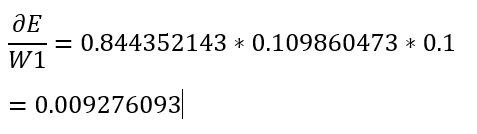 ∂E/W1 = 0.844352143 * 0.109860473 * 0.1
= 0.009276093